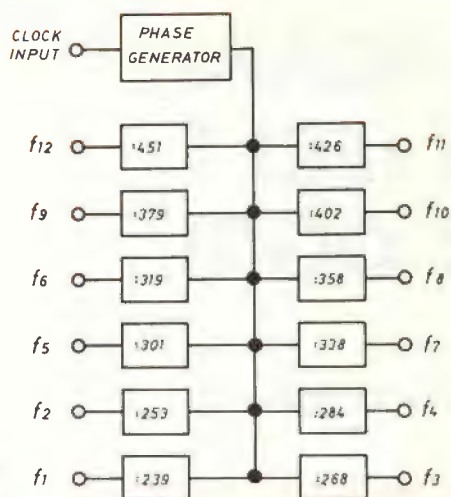 CLOCK
INPUT
PHASE
GENERATOR
f12 :451 :426 f11
f9 :379 :402 f10
f6 :319 :358 f8
f5 :301 :338 f7
f2 :253 :284 f4
f1 :239 :268 f3